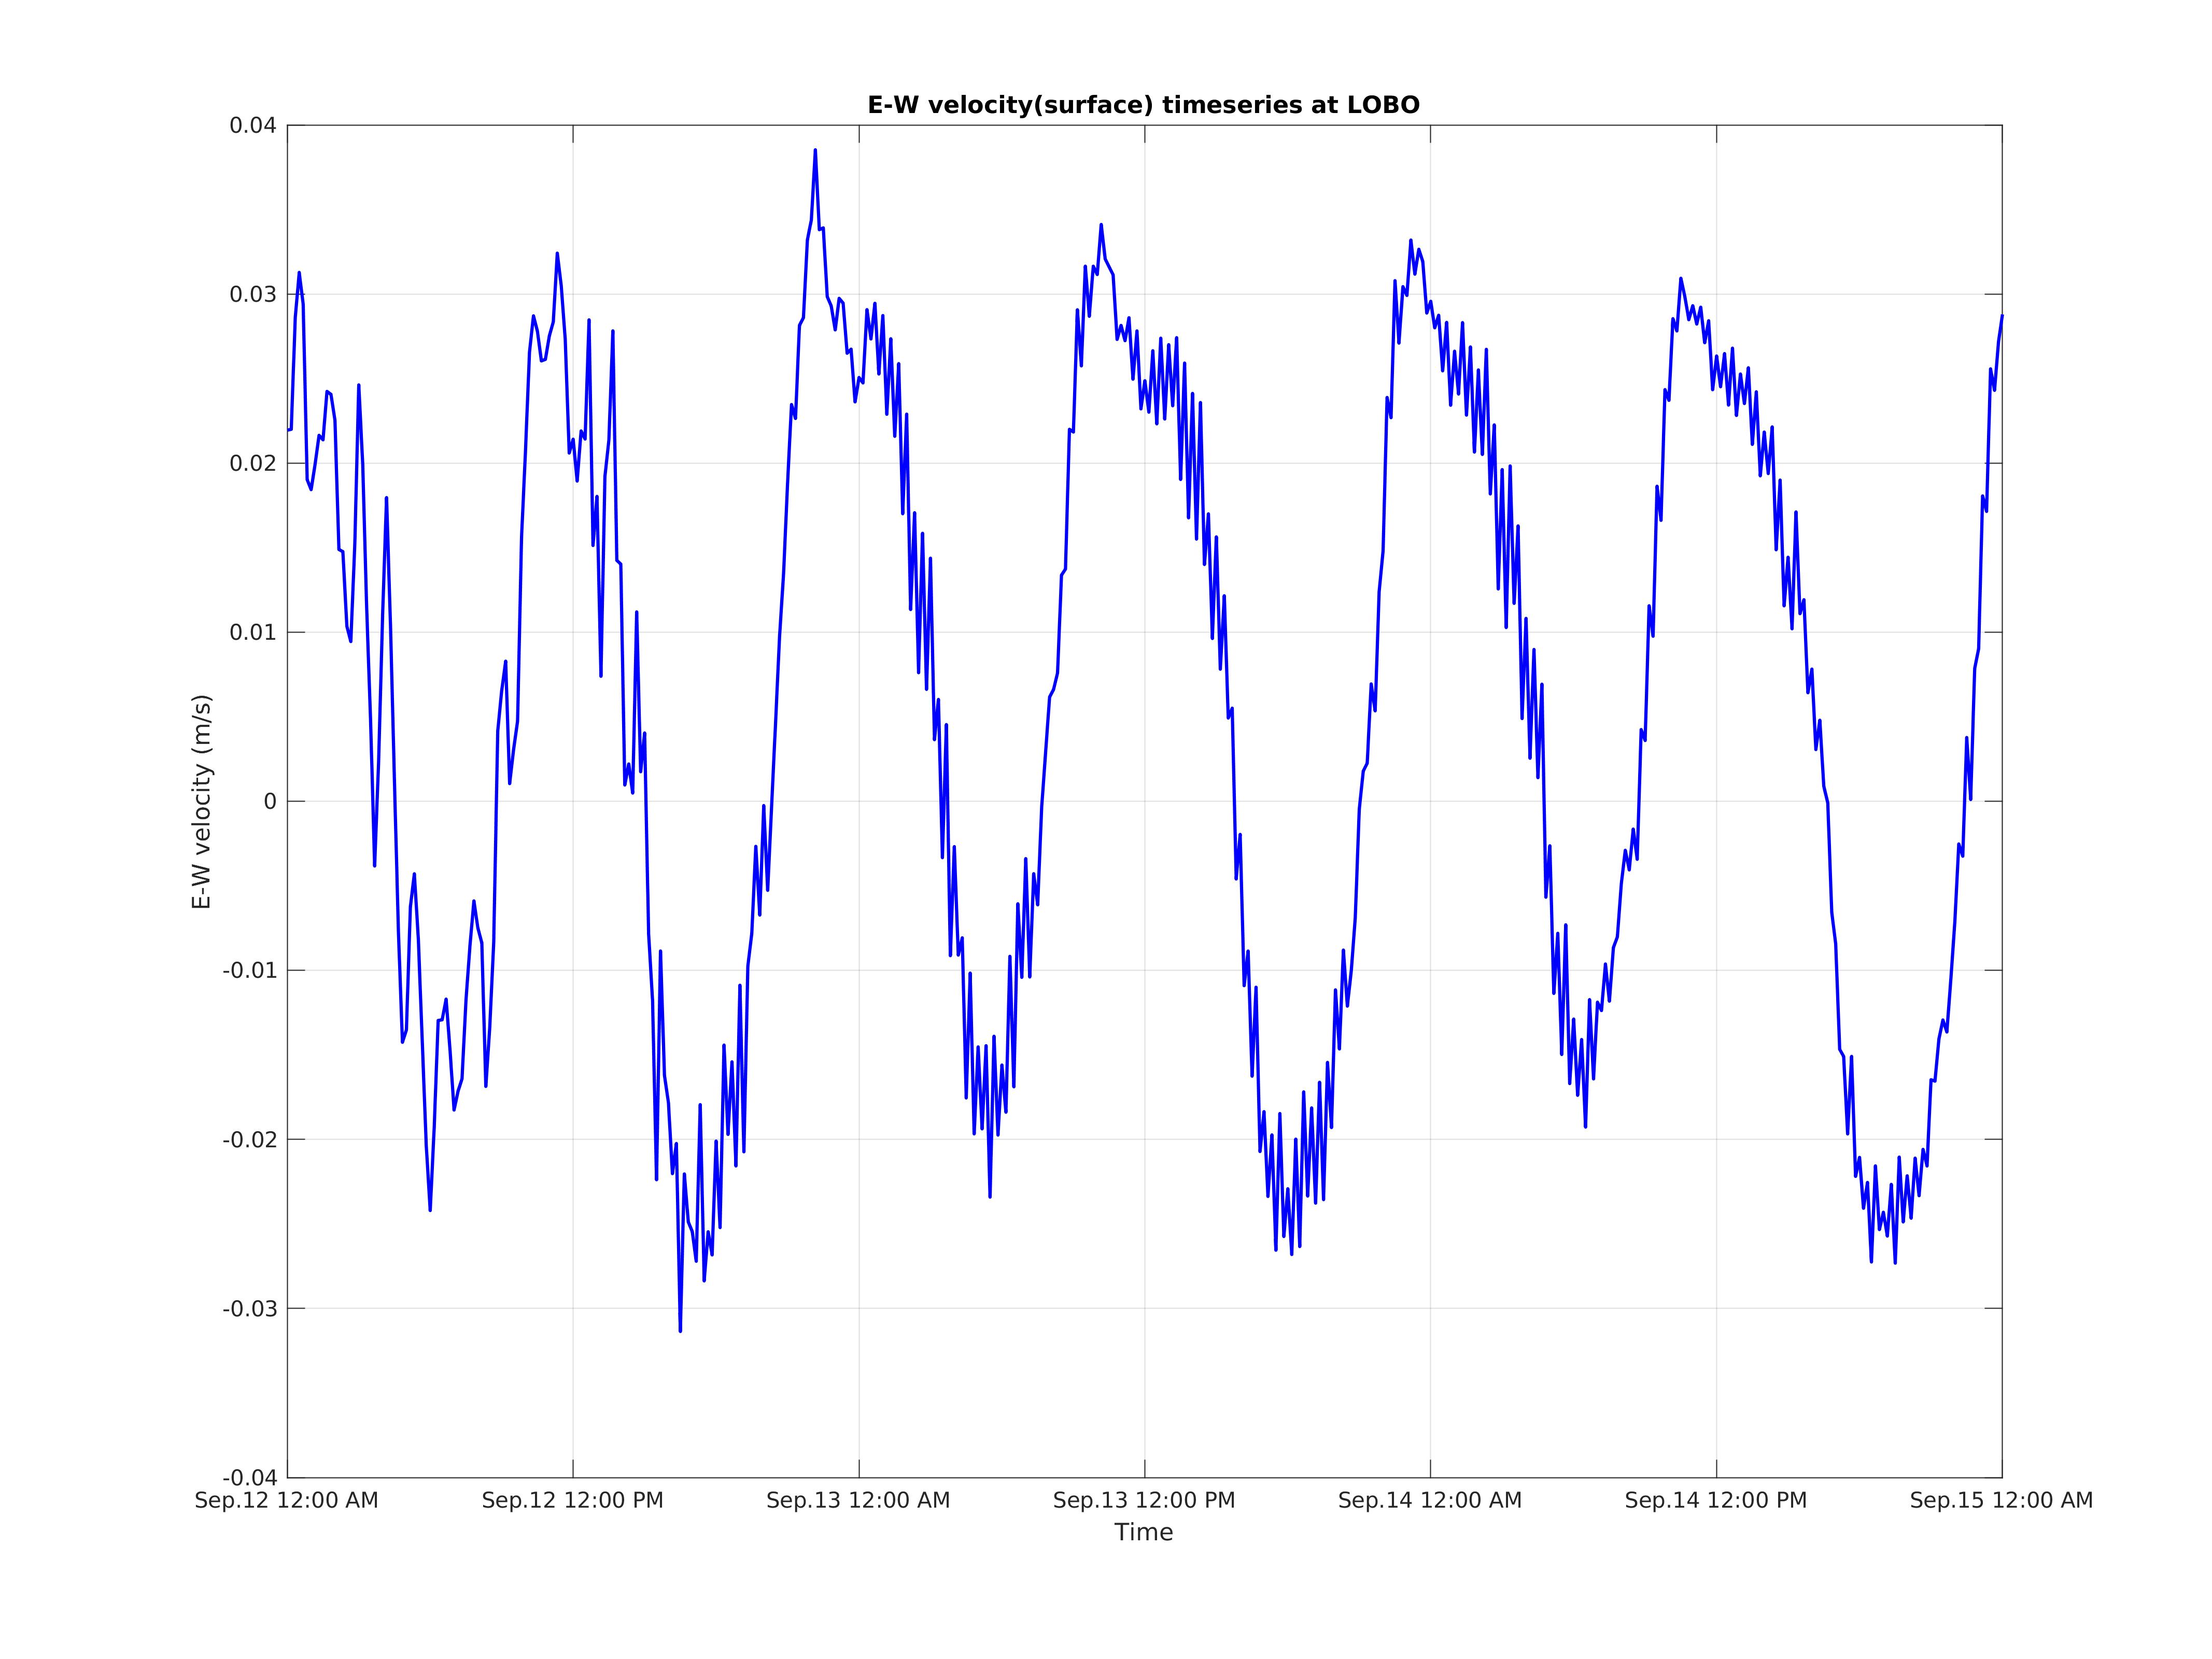 E-W velocity(surface) timeseries at LOBO
0.04
0.03
0.02
0.01
0
-0.01
-0.02
-0.03
-0.04
E-W velocity (m/s)
Sep.12 12:00 AM Sep.12 12:00 PM Sep.13 12:00 AM Sep.13 12:00 PM Sep.14 12:00 AM Sep.14 12:00 PM Sep.15 12:00 AM
Time